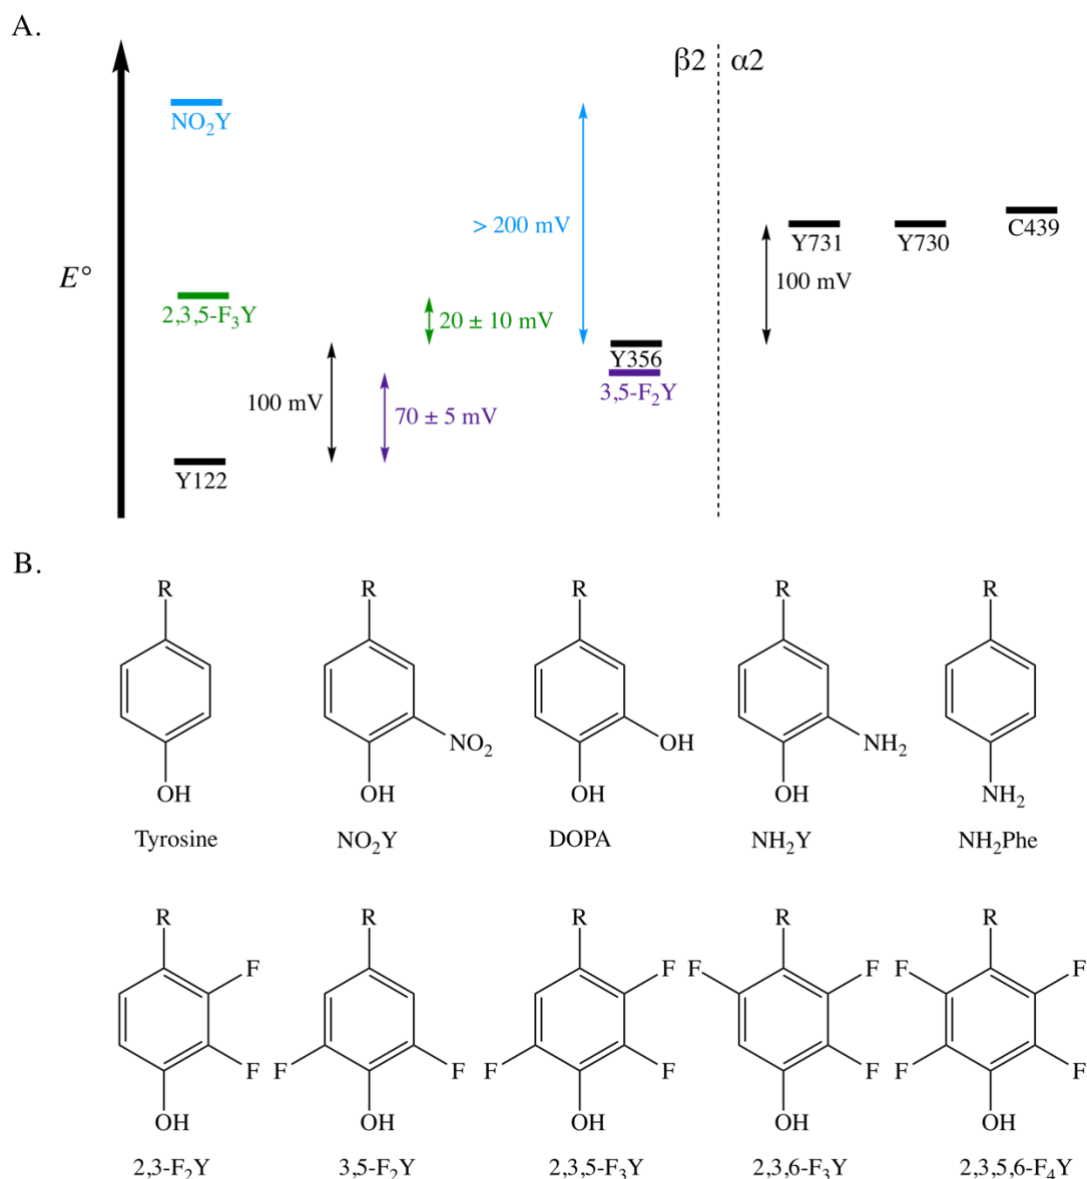 A.
β2 α2
NO₂Y
> 200 mV
Y731 Y730 C439
E°
100 mV
2,3,5-F₃Y
20 ± 10 mV
Y356
3,5-F₂Y
100 mV
70 ± 5 mV
Y122
B.
R R R R R
NO₂ OH NH₂
OH OH OH OH NH₂
Tyrosine NO₂Y DOPA NH₂Y NH₂Phe
R R R R R
F F F F F F
F F F F F F F F
OH OH OH OH OH
2,3-F₂Y 3,5-F₂Y 2,3,5-F₃Y 2,3,6-F₃Y 2,3,5,6-F₄Y